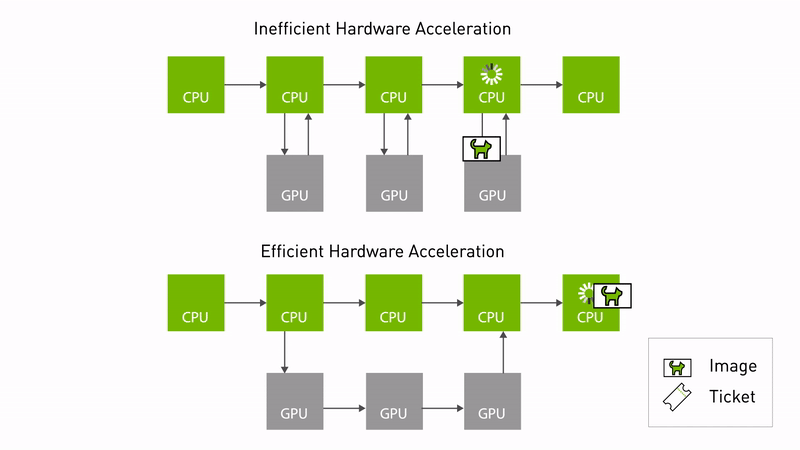 Inefficient Hardware Acceleration
CPU CPU CPU CPU CPU
GPU GPU GPU
Efficient Hardware Acceleration
CPU CPU CPU CPU CPU
GPU GPU GPU
Image
Ticket